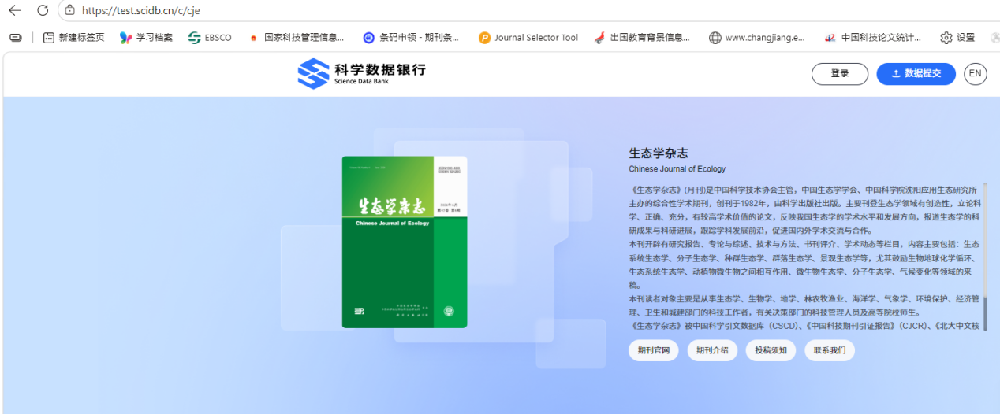 https://test.scidb.cn/c/cje
新建标签页 学习档案 EBSCO 国家科技管理信息... 条码申领 - 期刊条... Journal Selector Tool 出国教育背景信息... www.changjiang.e... 中国科技论文统计... 设置
科学数据银行
Science Data Bank
登录 数据提交 EN
生态学杂志
Chinese Journal of Ecology
生态学杂志
Chinese Journal of Ecology
《生态学杂志》(月刊)是中国科学技术协会主管，中国生态学学会、中国科学院沈阳应用生态研究所
主办的综合性学术期刊，创刊于1982年，由科学出版社出版。主要刊登生态学领域有创造性，立论科
学、正确、充分，有较高学术价值的论文，反映我国生态学的学术水平和发展方向，报道生态学的科
研成果与科研进展，跟踪学科发展前沿，促进国内外学术交流与合作。
本刊开辟有研究报告、专论与综述、技术与方法、书刊评介、学术动态等栏目，内容主要包括：生态
系统生态学、分子生态学、种群生态学、群落生态学、景观生态学等，尤其鼓励生物地球化学循环、
生态系统生态学、动植物微生物之间相互作用、微生物生态学、分子生态学、气候变化等领域的来
稿。
本刊读者对象主要是从事生态学、生物学、地学、林农牧渔业、海洋学、气象学、环境保护、经济管
理、卫生和城建部门的科技工作者，有关决策部门的科技管理人员及高等院校师生。
《生态学杂志》被中国科学引文数据库（CSCD）、《中国科技期刊引证报告》（CJCR）、《北大中文核
期刊官网 期刊介绍 投稿须知 联系我们